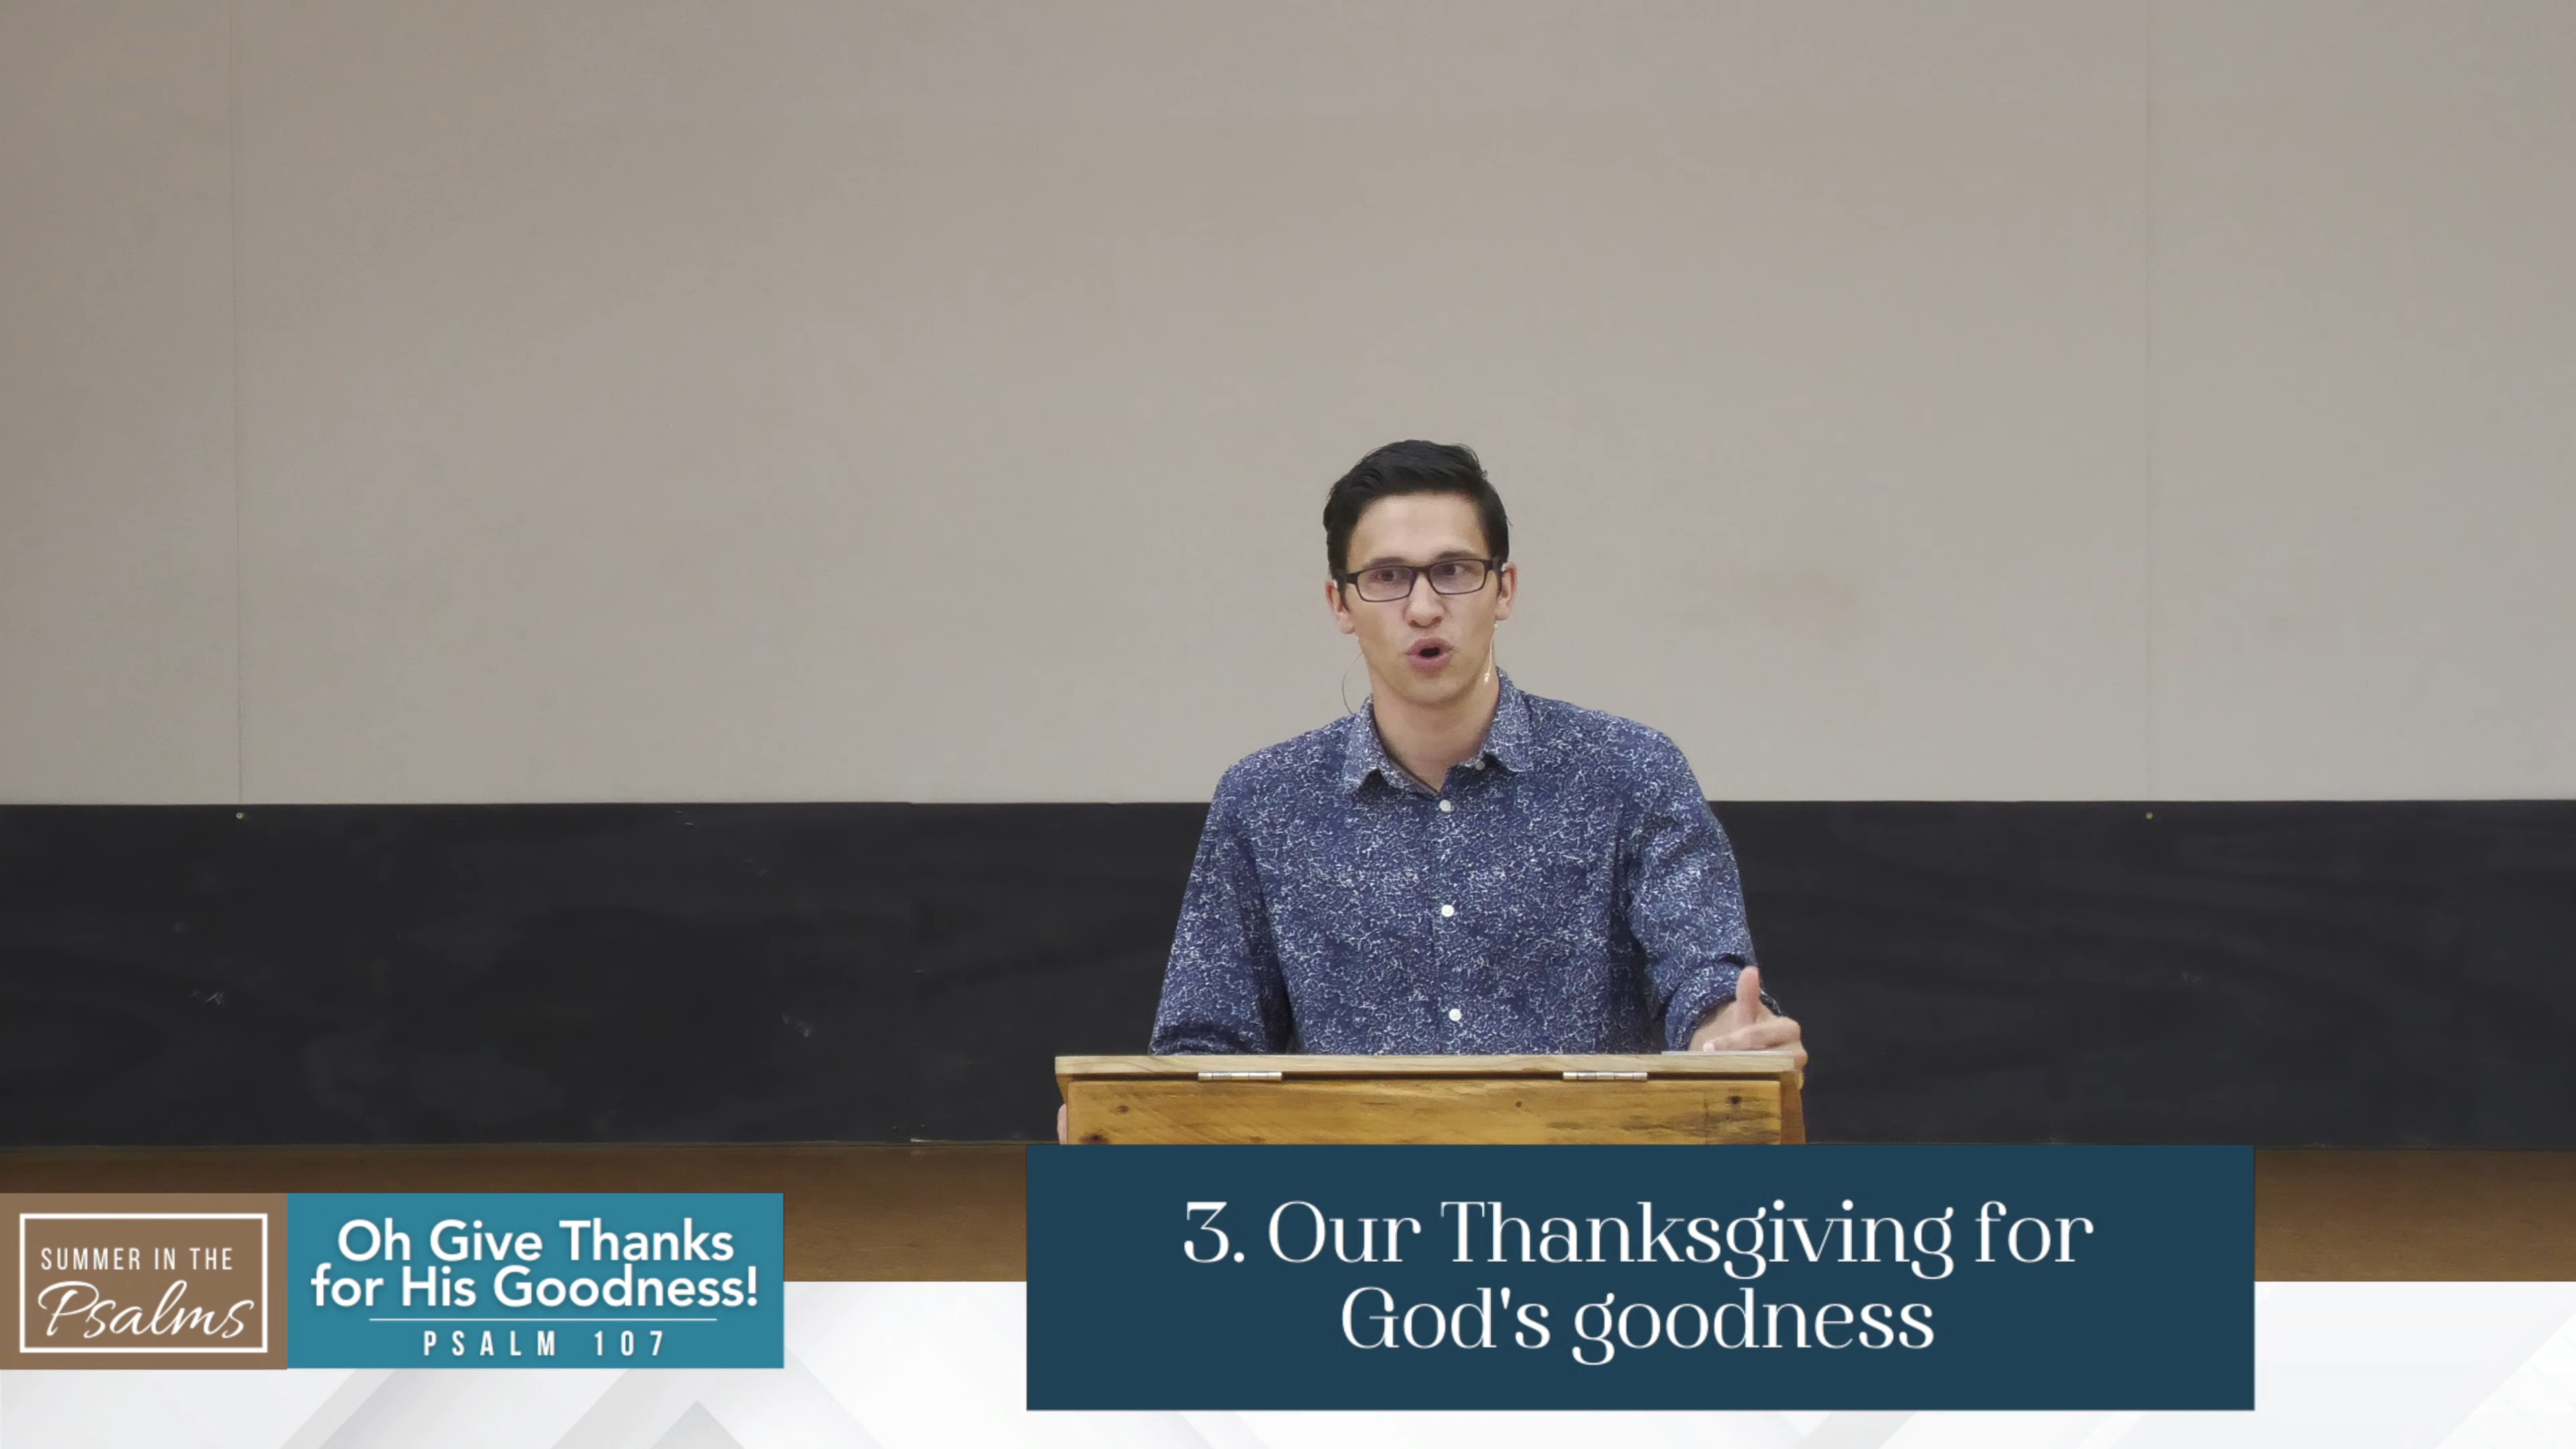 SUMMER IN THE
Psalms
Oh Give Thanks
for His Goodness!
PSALM 107
3. Our Thanksgiving for
God's goodness